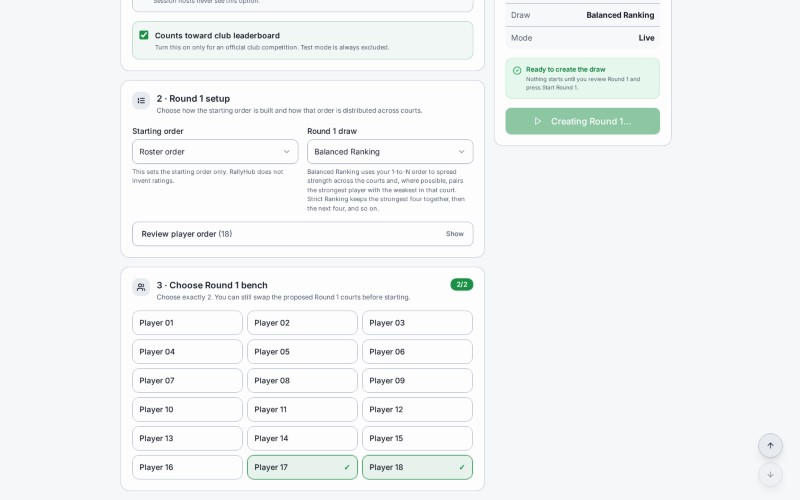 Session hosts never see this option.
Counts toward club leaderboard
Turn this on only for an official club competition. Test mode is always excluded.
2 · Round 1 setup
Choose how the starting order is built and how that order is distributed across courts.
Starting order
Roster order
This sets the starting order only. RallyHub does not
invent ratings.
Round 1 draw
Balanced Ranking
Balanced Ranking uses your 1-to-N order to spread
strength across the courts and, where possible, pairs
the strongest player with the weakest in that court.
Strict Ranking keeps the strongest four together, then
the next four, and so on.
Review player order (18)
Show
3 · Choose Round 1 bench
2/2
Choose exactly 2. You can still swap the proposed Round 1 courts before starting.
Player 01
Player 02
Player 03
Player 04
Player 05
Player 06
Player 07
Player 08
Player 09
Player 10
Player 11
Player 12
Player 13
Player 14
Player 15
Player 16
Player 17 ✓
Player 18 ✓
Draw Balanced Ranking
Mode Live
Ready to create the draw
Nothing starts until you review Round 1 and
press Start Round 1.
Creating Round 1...